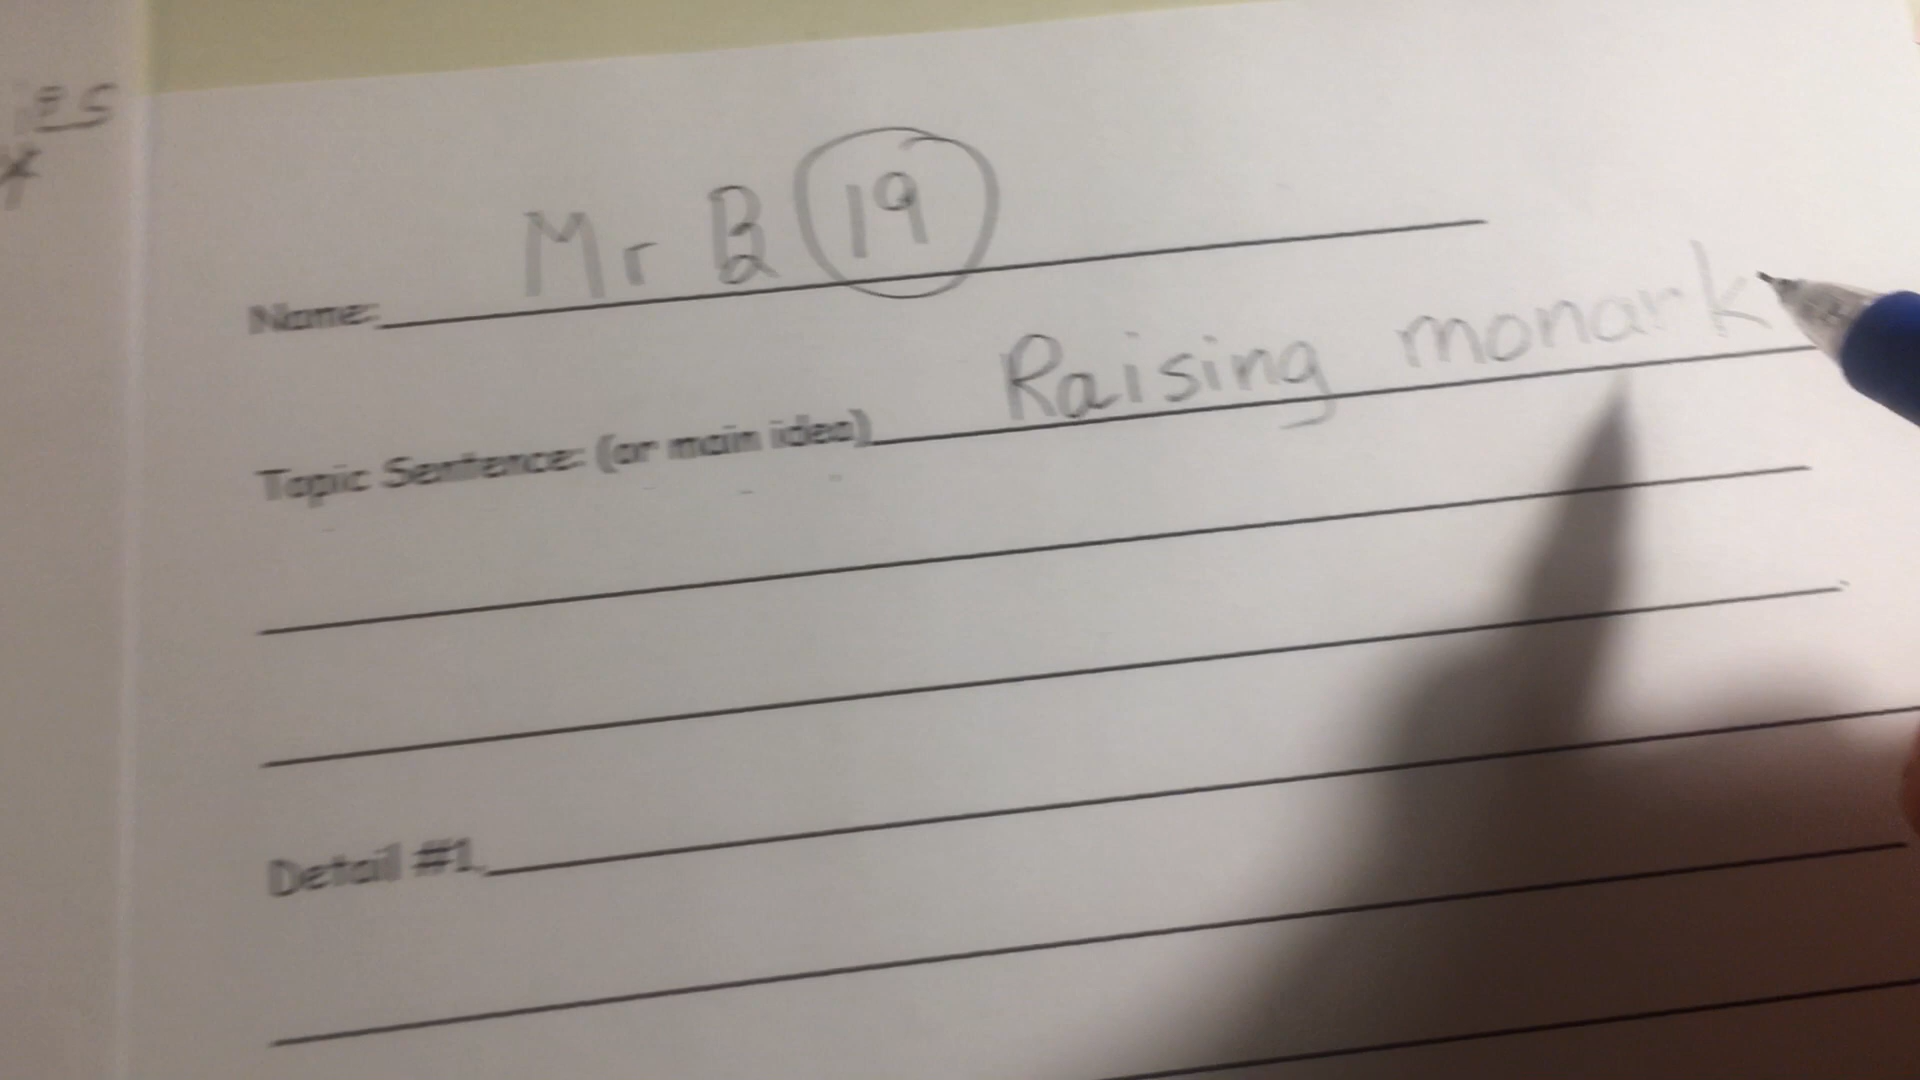 Name: Mr B 19
Topic Sentence: (or main idea) Raising monark
Detail #1.